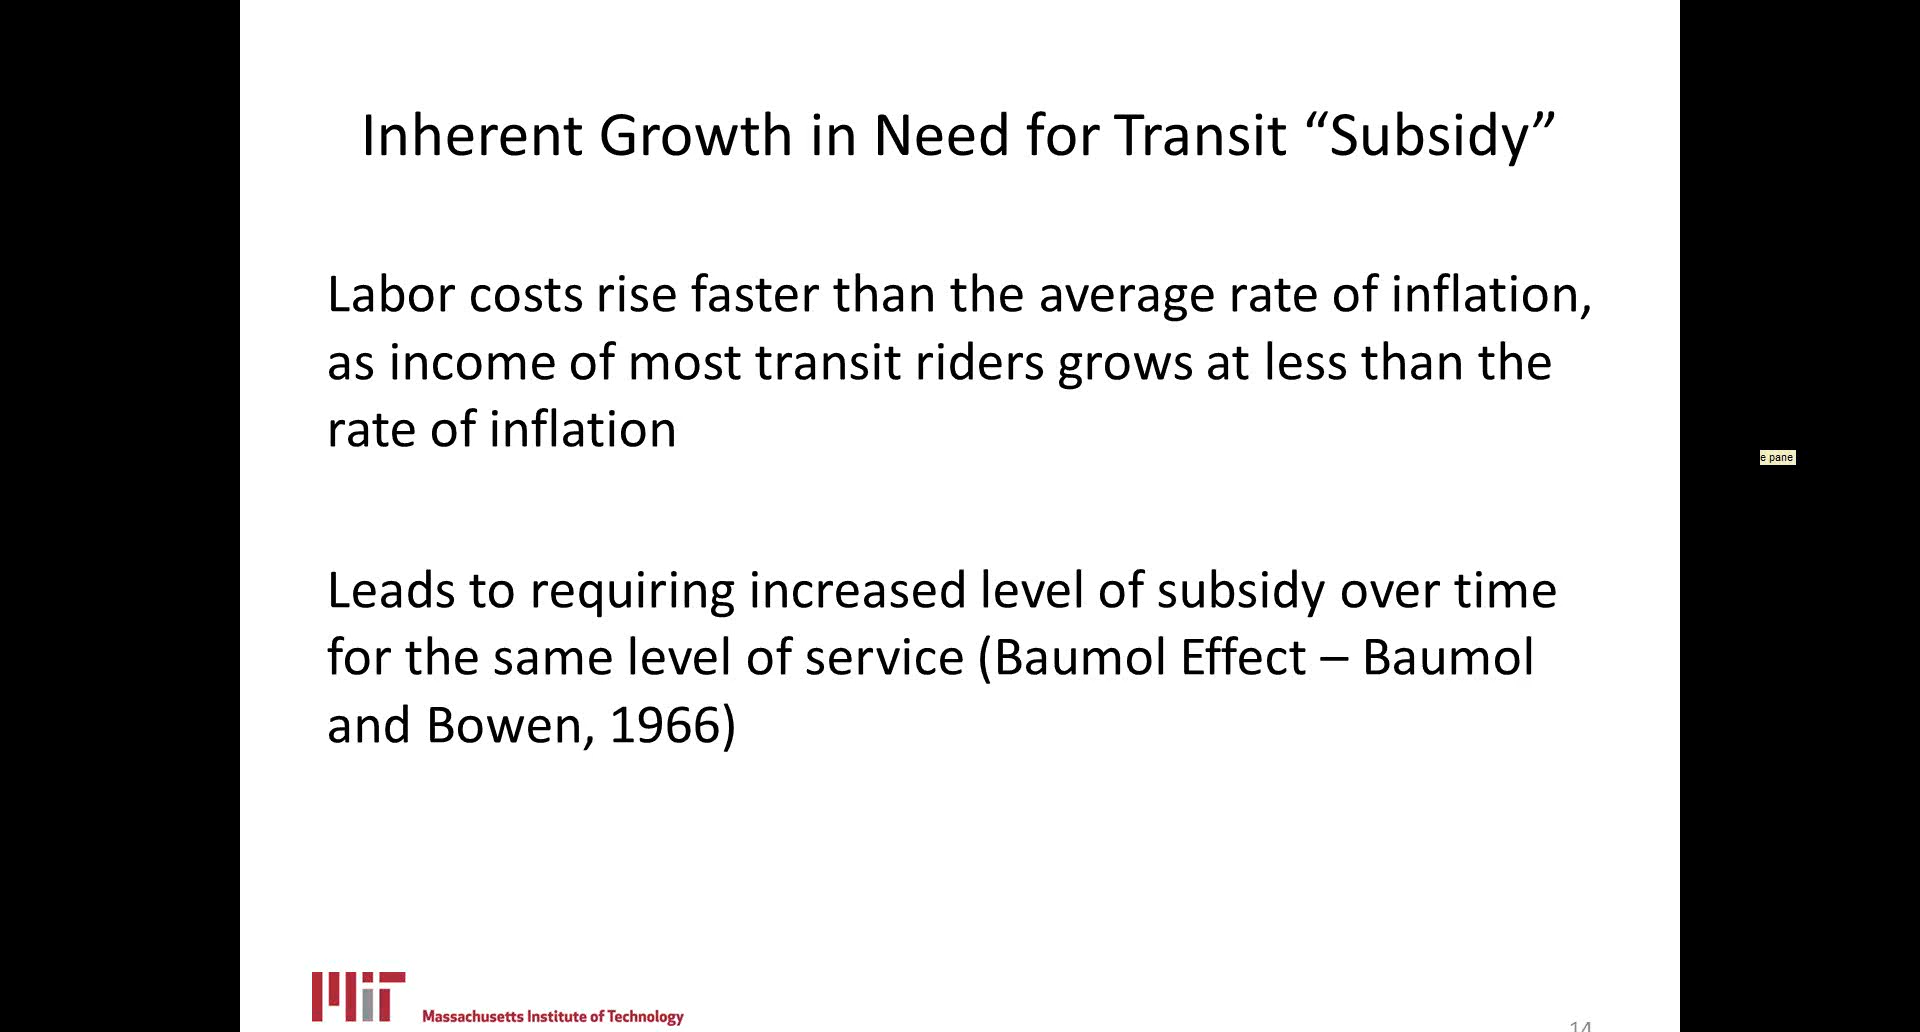 Inherent Growth in Need for Transit “Subsidy”
Labor costs rise faster than the average rate of inflation,
as income of most transit riders grows at less than the
rate of inflation
e pane
Leads to requiring increased level of subsidy over time
for the same level of service (Baumol Effect – Baumol
and Bowen, 1966)
MiT
Massachusetts Institute of Technology
14